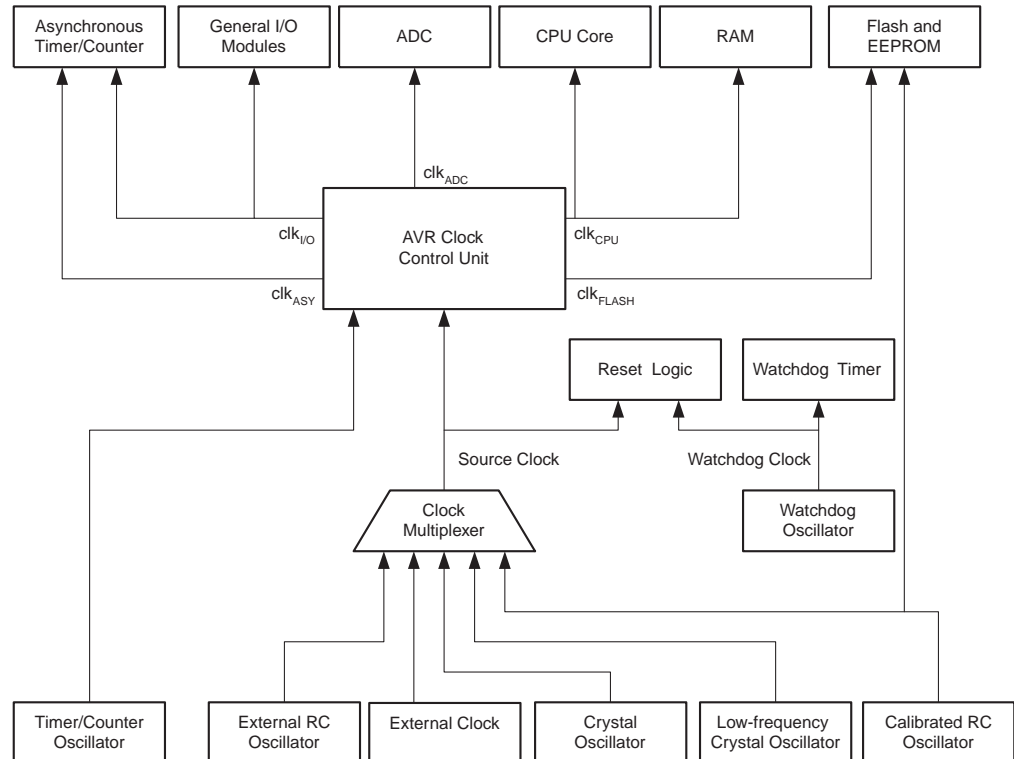 Asynchronous
Timer/Counter
General I/O
Modules
ADC
CPU Core
RAM
Flash and
EEPROM
clkADC
clkI/O
AVR Clock
Control Unit
clkCPU
clkASY
clkFLASH
Reset Logic
Watchdog Timer
Source Clock
Watchdog Clock
Clock
Multiplexer
Watchdog
Oscillator
Timer/Counter
Oscillator
External RC
Oscillator
External Clock
Crystal
Oscillator
Low-frequency
Crystal Oscillator
Calibrated RC
Oscillator